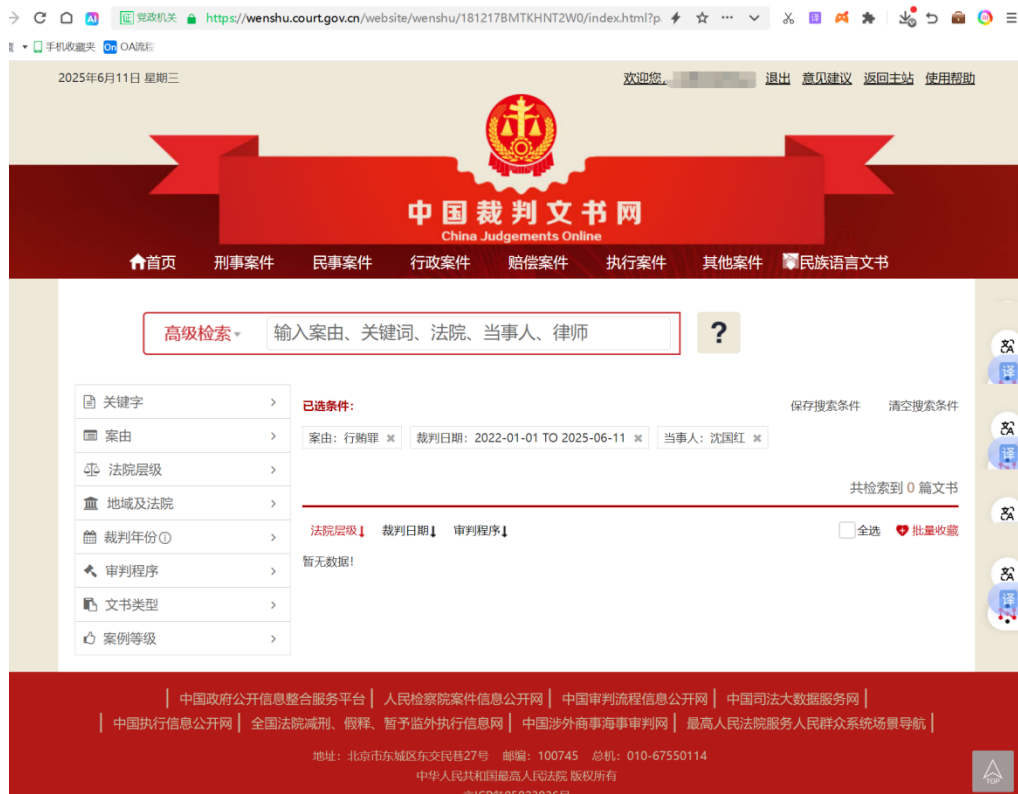 证 党政机关 https://wenshu.court.gov.cn/website/wenshu/181217BMTKHNT2W0/index.html?p
手机收藏夹 On OA流程
2025年6月11日 星期三 欢迎您, 退出 意见建议 返回主站 使用帮助
中国裁判文书网
China Judgements Online
首页 刑事案件 民事案件 行政案件 赔偿案件 执行案件 其他案件 民族语言文书
高级检索 输入案由、关键词、法院、当事人、律师 ?
关键字
案由
法院层级
地域及法院
裁判年份
审判程序
文书类型
案例等级
已选条件: 保存搜索条件 清空搜索条件
案由:行贿罪 × 裁判日期:2022-01-01 TO 2025-06-11 × 当事人:沈国红 ×
共检索到 0 篇文书
法院层级 裁判日期 审判程序 全选 批量收藏
暂无数据!
译
译
译
中国政府公开信息整合服务平台 | 人民检察院案件信息公开网 | 中国审判流程信息公开网 | 中国司法大数据服务网 |
中国执行信息公开网 | 全国法院减刑、假释、暂予监外执行信息网 | 中国涉外商事海事审判网 | 最高人民法院服务人民群众系统场景导航 |
地址:北京市东城区东交民巷27号 邮编:100745 总机:010-67550114
中华人民共和国最高人民法院 版权所有
TOP